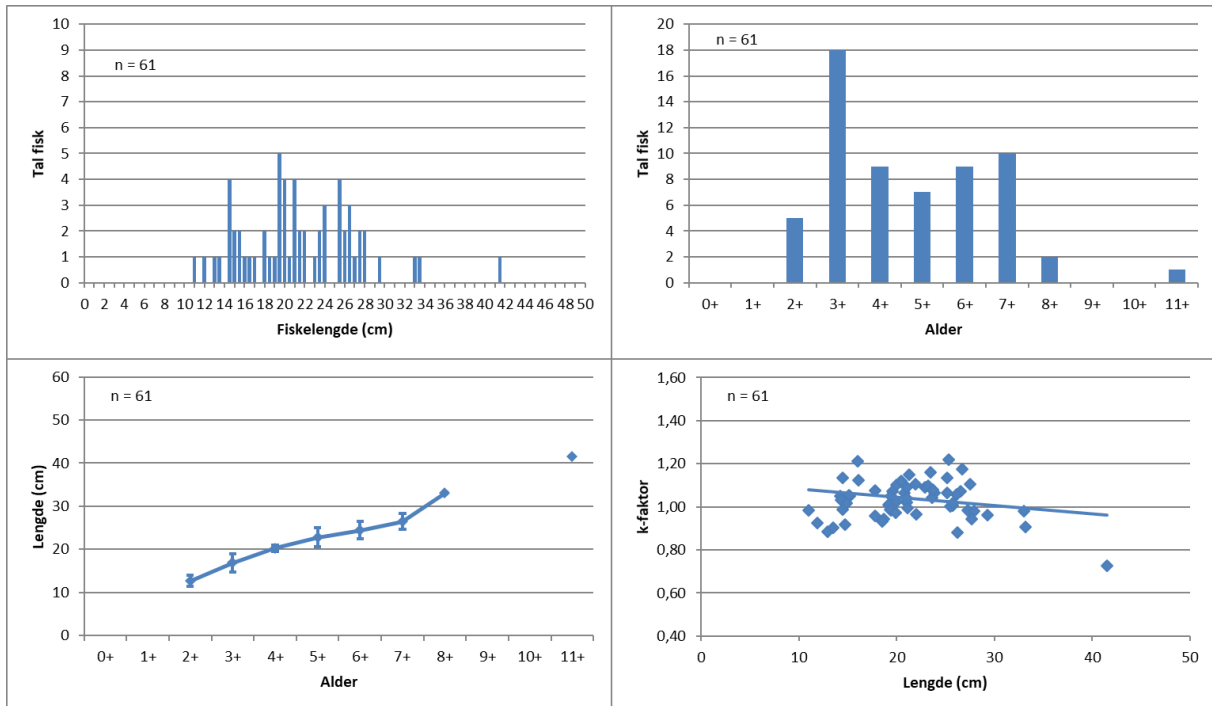 10
9
8
7
6
5
4
3
2
1
0
Tal fisk
n = 61
0 2 4 6 8 10 12 14 16 18 20 22 24 26 28 30 32 34 36 38 40 42 44 46 48 50
Fiskelengde (cm)
20
18
16
14
12
10
8
6
4
2
0
Tal fisk
n = 61
0+ 1+ 2+ 3+ 4+ 5+ 6+ 7+ 8+ 9+ 10+ 11+
Alder
60
50
40
30
20
10
0
Lengde (cm)
n = 61
0+ 1+ 2+ 3+ 4+ 5+ 6+ 7+ 8+ 9+ 10+ 11+
Alder
1,60
1,40
1,20
1,00
0,80
0,60
0,40
k-faktor
n = 61
0 10 20 30 40 50
Lengde (cm)